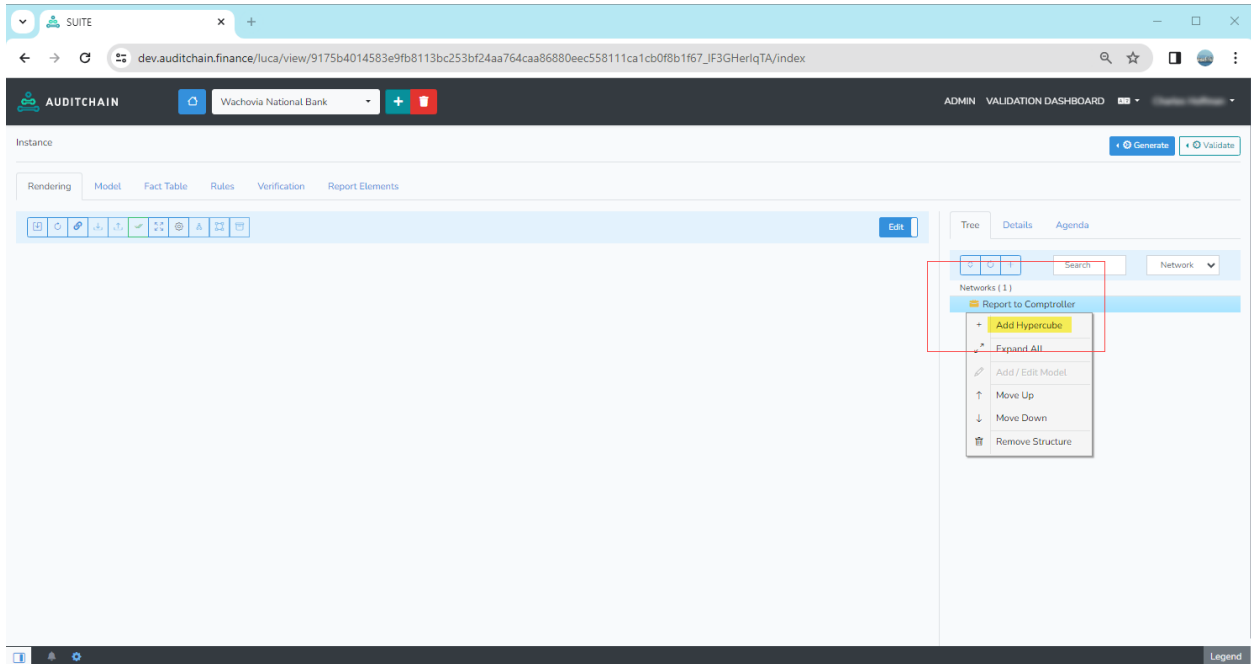 SUITE
dev.auditchain.finance/luca/view/9175b4014583e9fb8113bc253bf24aa764caa86880eec558111ca1cb0f8b1f67_IF3GHerIqTA/index
AUDITCHAIN
Wachovia National Bank
ADMIN VALIDATION DASHBOARD
Instance
Generate
Validate
Rendering Model Fact Table Rules Verification Report Elements
Edit
Tree Details Agenda
Search
Network
Networks ( 1 )
Report to Comptroller
Add Hypercube
Expand All
Add / Edit Model
Move Up
Move Down
Remove Structure
Legend